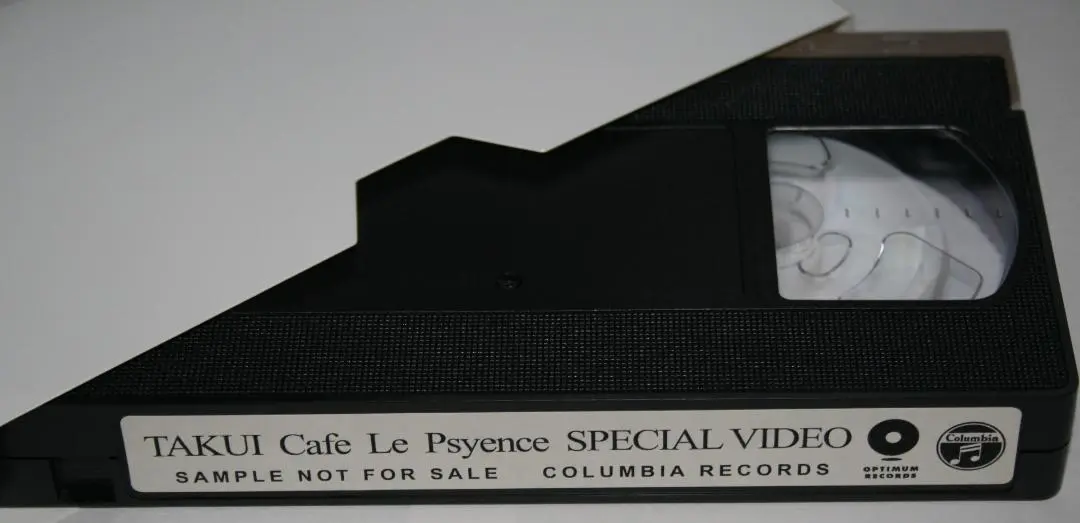 TAKUI Cafe Le Psyence SPECIAL VIDEO
SAMPLE NOT FOR SALE COLUMBIA RECORDS
OPTIMUM
RECORDS
Columbia